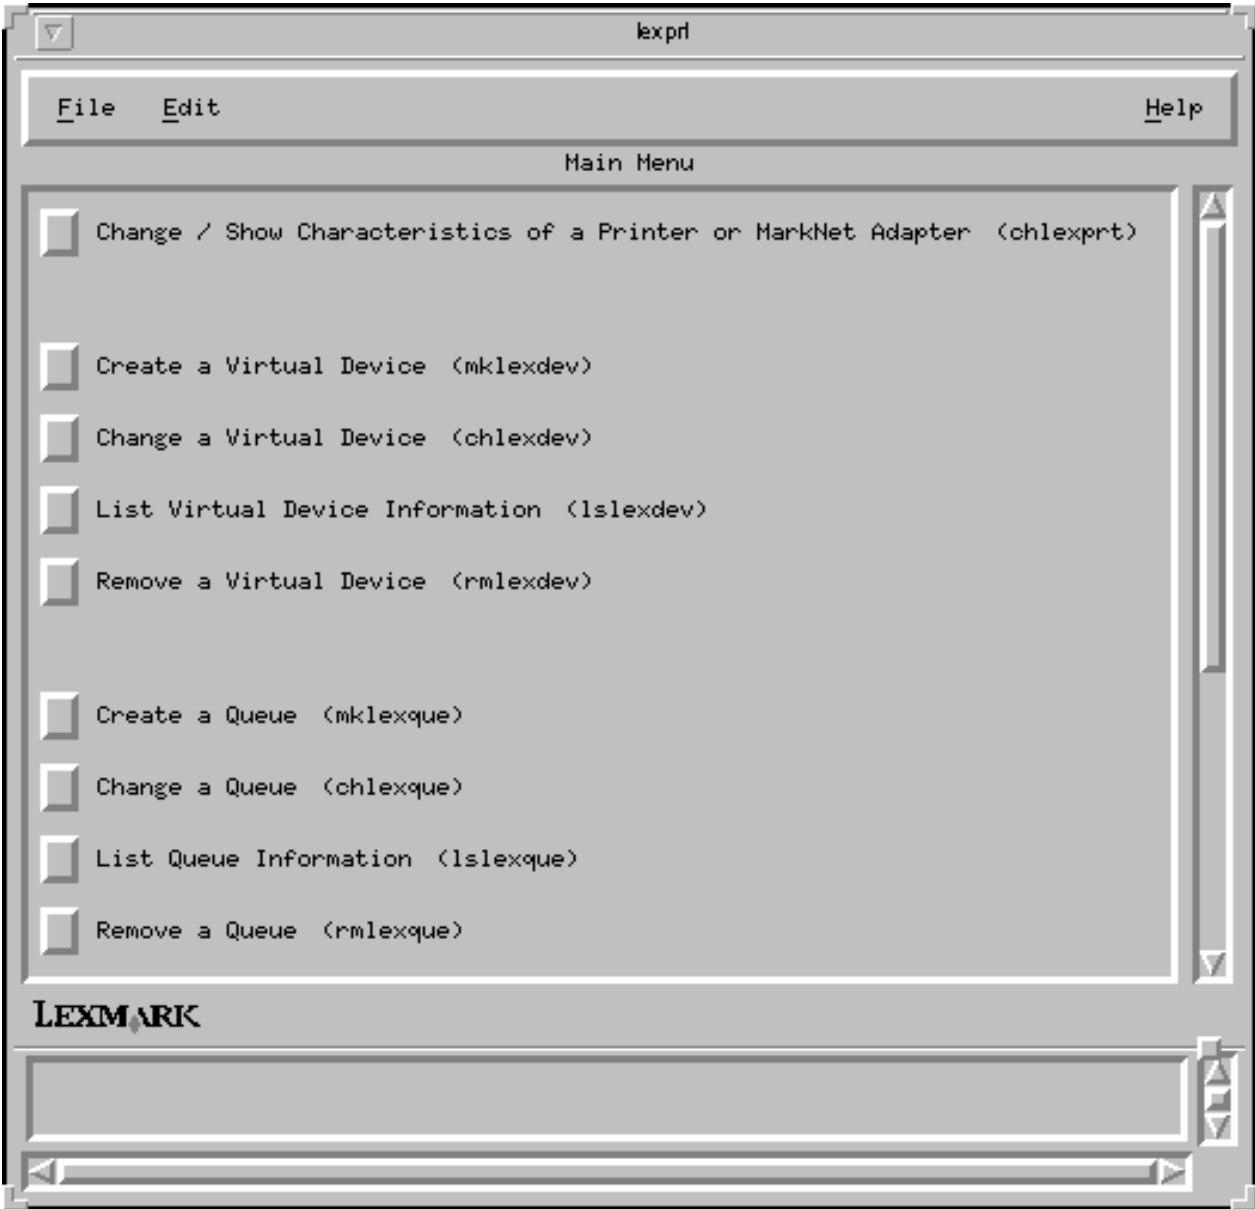 lexprt
File Edit Help
Main Menu
Change / Show Characteristics of a Printer or MarkNet Adapter (chlexprt)
Create a Virtual Device (mklexdev)
Change a Virtual Device (chlexdev)
List Virtual Device Information (lslexdev)
Remove a Virtual Device (rmlexdev)
Create a Queue (mklexque)
Change a Queue (chlexque)
List Queue Information (lslexque)
Remove a Queue (rmlexque)
LEXMARK